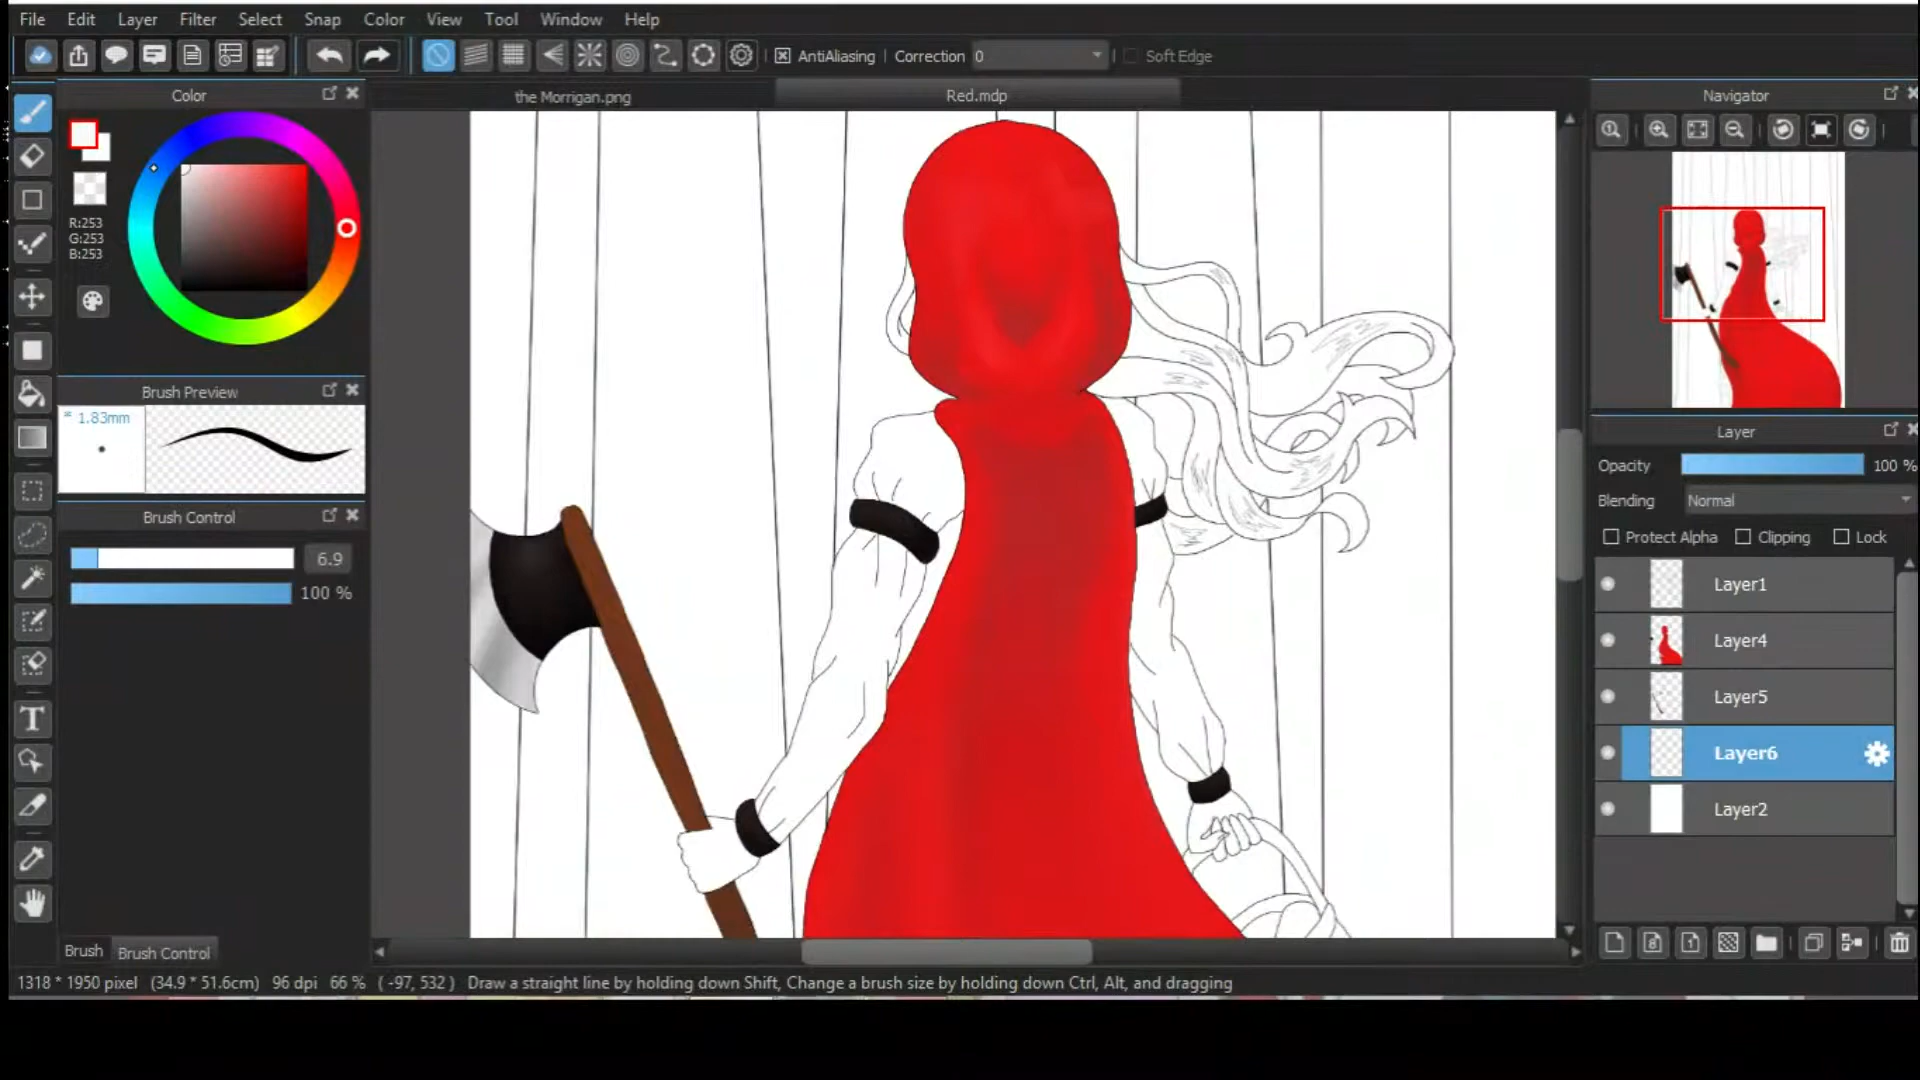 File Edit Layer Filter Select Snap Color View Tool Window Help
AntiAliasing Correction 0 Soft Edge
Color
the Morrigan.png Red.mdp
Navigator
R:253
G:253
B:253
Brush Preview
* 1.83mm
Brush Control
6.9
100 %
Layer
Opacity 100 %
Blending Normal
Protect Alpha Clipping Lock
Layer1
Layer4
Layer5
Layer6
Layer2
Brush Brush Control
1318 * 1950 pixel (34.9 * 51.6cm) 96 dpi 66 % ( -97, 532 ) Draw a straight line by holding down Shift, Change a brush size by holding down Ctrl, Alt, and dragging